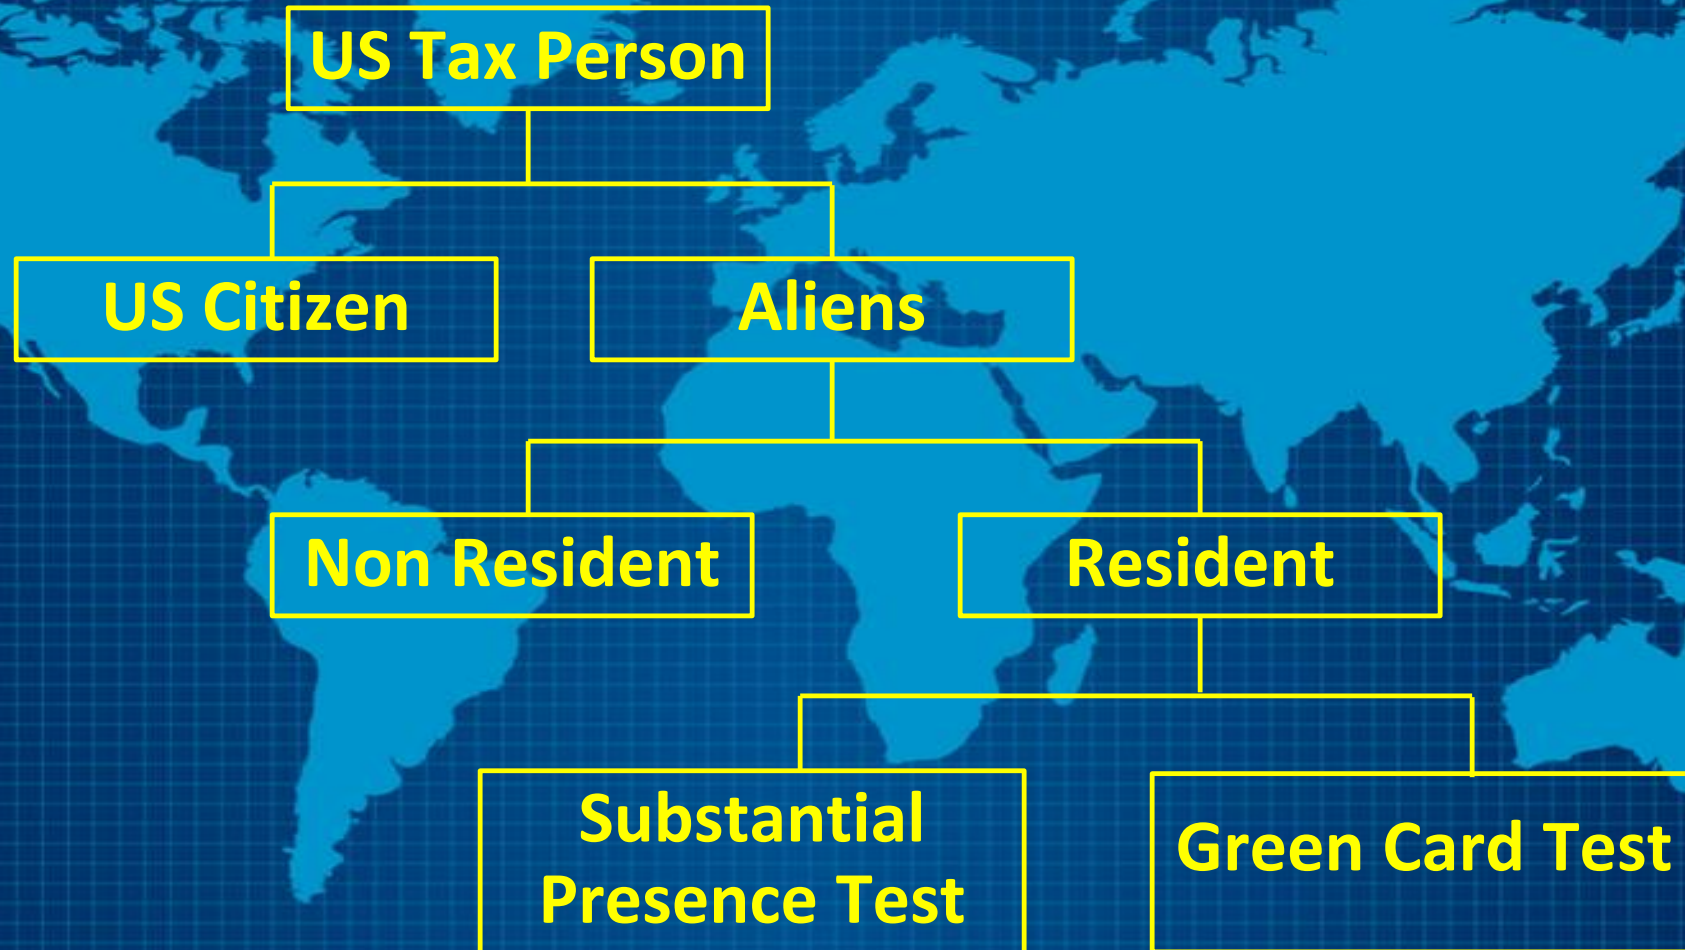 US Tax Person
US Citizen
Aliens
Non Resident
Resident
Substantial
Presence Test
Green Card Test